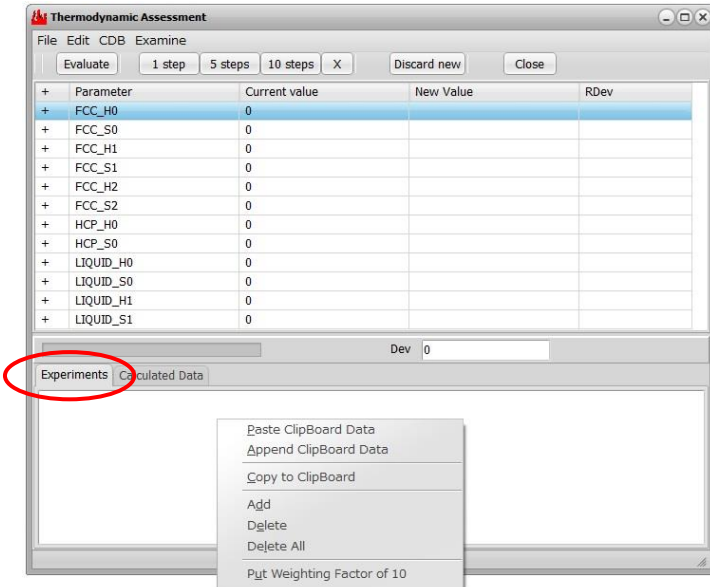 Thermodynamic Assessment
File Edit CDB Examine
Evaluate 1 step 5 steps 10 steps X Discard new Close
+ Parameter Current value New Value RDev
+ FCC_H0 0
+ FCC_S0 0
+ FCC_H1 0
+ FCC_S1 0
+ FCC_H2 0
+ FCC_S2 0
+ HCP_H0 0
+ HCP_S0 0
+ LIQUID_H0 0
+ LIQUID_S0 0
+ LIQUID_H1 0
+ LIQUID_S1 0
Dev 0
Experiments Calculated Data
Paste ClipBoard Data
Append ClipBoard Data
Copy to ClipBoard
Add
Delete
Delete All
Put Weighting Factor of 10